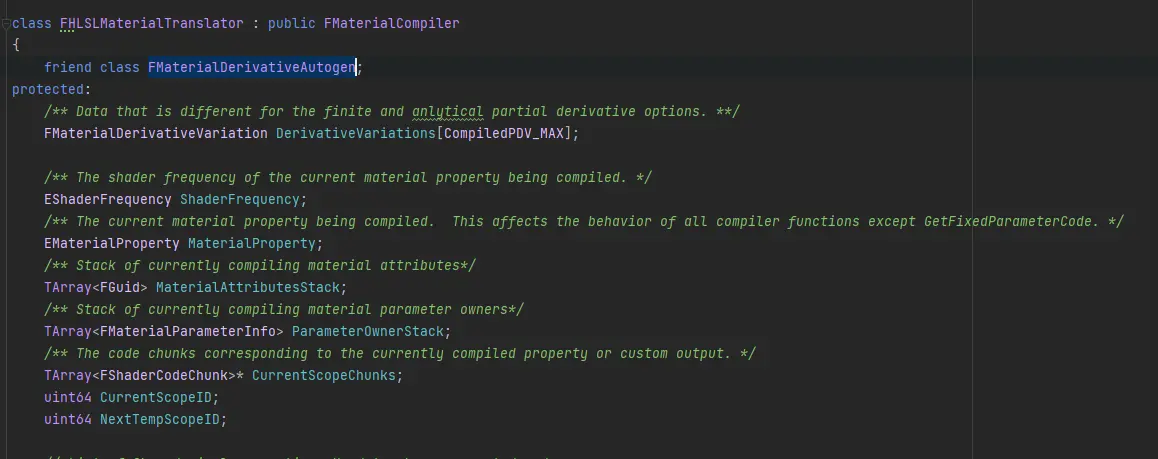 class FHLSLMaterialTranslator : public FMaterialCompiler
{
friend class FMaterialDerivativeAutogen;
protected:
/** Data that is different for the finite and anlytical partial derivative options. **/
FMaterialDerivativeVariation DerivativeVariations[CompiledPDV_MAX];
/** The shader frequency of the current material property being compiled. */
EShaderFrequency ShaderFrequency;
/** The current material property being compiled.  This affects the behavior of all compiler functions except GetFixedParameterCode. */
EMaterialProperty MaterialProperty;
/** Stack of currently compiling material attributes*/
TArray<FGuid> MaterialAttributesStack;
/** Stack of currently compiling material parameter owners*/
TArray<FMaterialParameterInfo> ParameterOwnerStack;
/** The code chunks corresponding to the currently compiled property or custom output. */
TArray<FShaderCodeChunk>* CurrentScopeChunks;
uint64 CurrentScopeID;
uint64 NextTempScopeID;